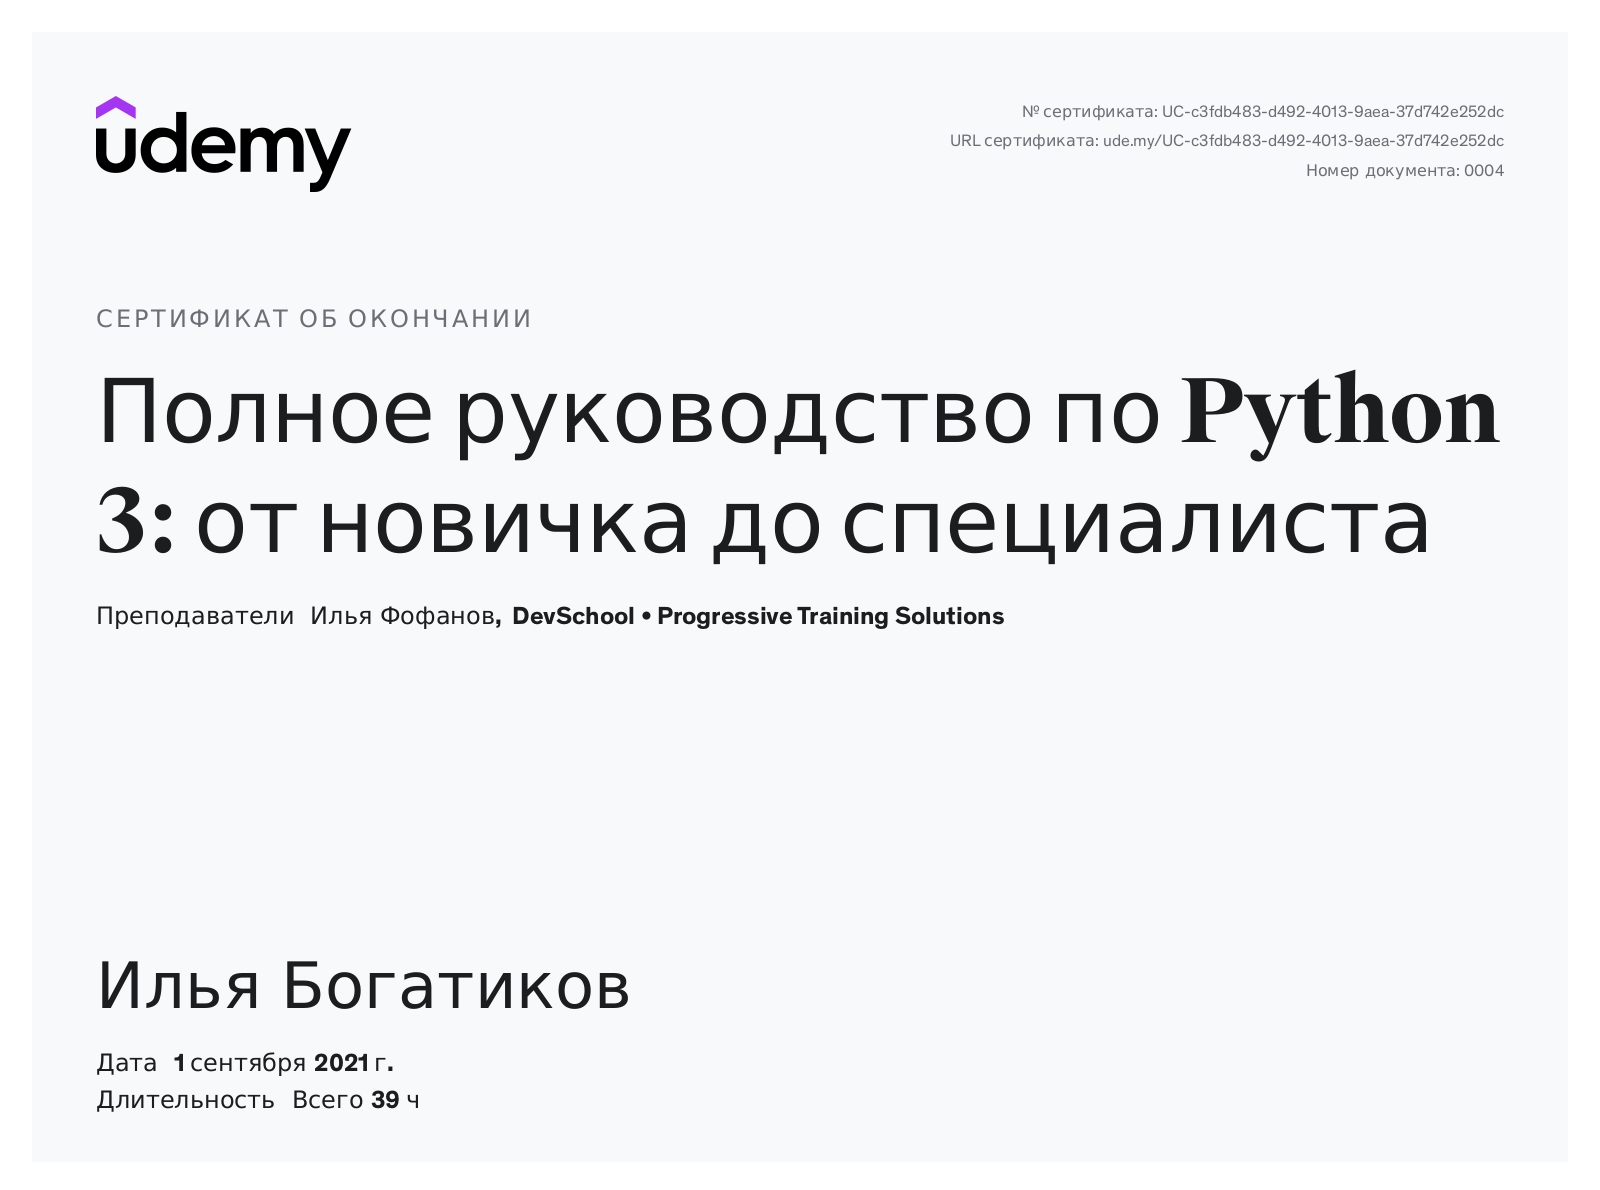 udemy
№ сертификата: UC-c3fdb483-d492-4013-9aea-37d742e252dc
URL сертификата: ude.my/UC-c3fdb483-d492-4013-9aea-37d742e252dc
Номер документа: 0004
СЕРТИФИКАТ ОБ ОКОНЧАНИИ
Полное руководство по Python
3: от новичка до специалиста
Преподаватели Илья Фофанов, DevSchool • Progressive Training Solutions
Илья Богатиков
Дата 1 сентября 2021 г.
Длительность Всего 39 ч